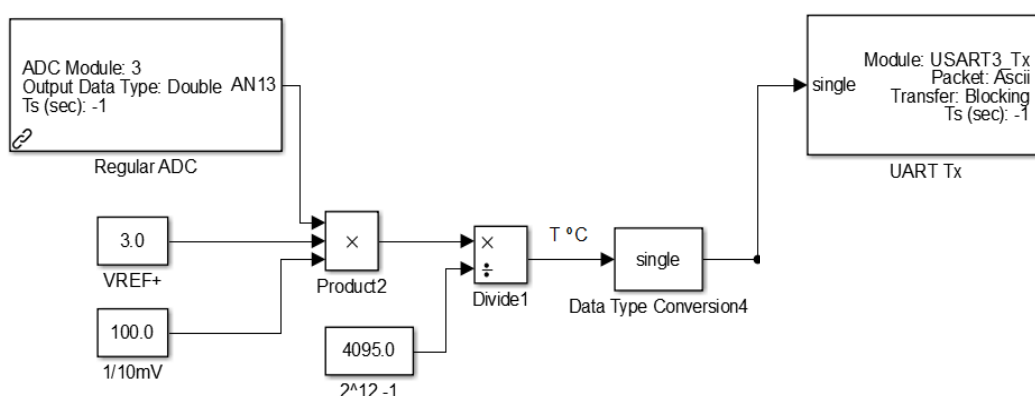 ADC Module: 3
Output Data Type: Double
Ts (sec): -1
AN13
Regular ADC
3.0
VREF+
100.0
1/10mV
×
Product2
4095.0
2^12 -1
×
÷
Divide1
T ºC
single
Data Type Conversion4
single
Module: USART3_Tx
Packet: Ascii
Transfer: Blocking
Ts (sec): -1
UART Tx